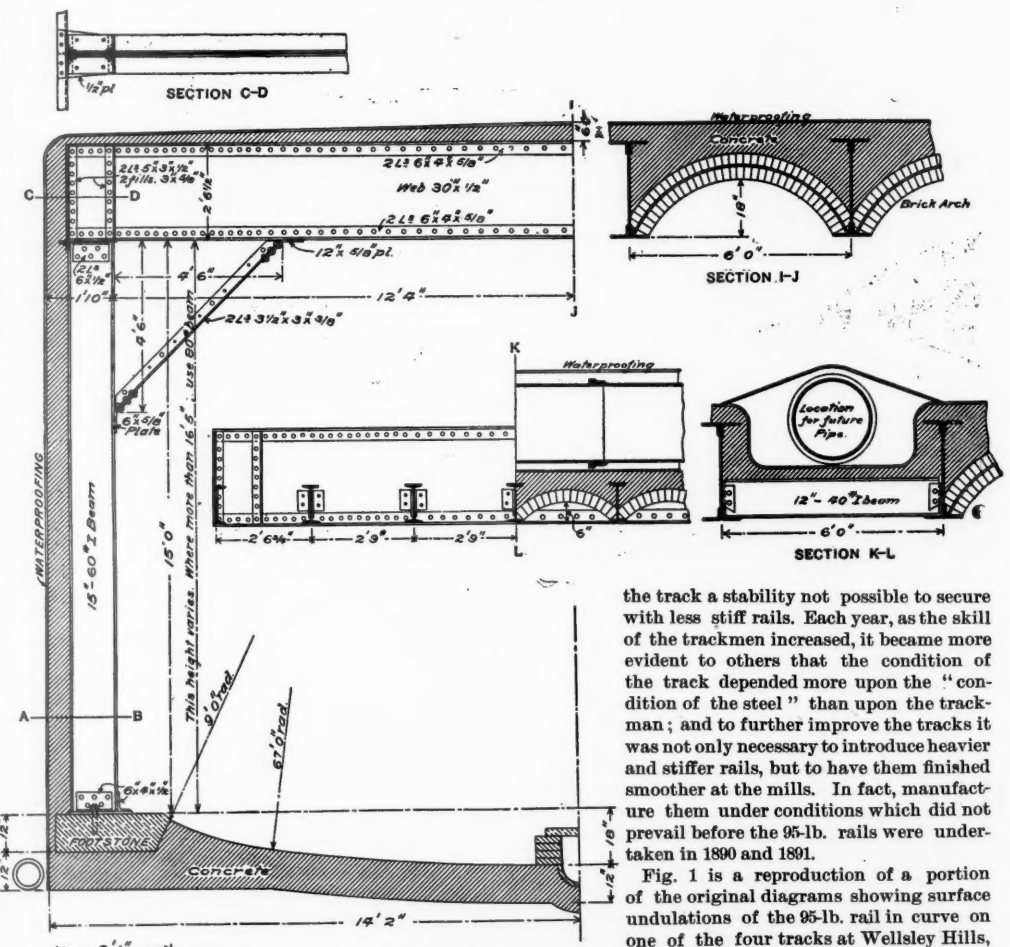 ½" pl
SECTION C-D
Waterproofing
Concrete
Brick Arch
18"
6' 0"
SECTION I-J
2 Ls 5"x3"x½"
2 fills. 3"x⅝"
2 Ls 6"x4"x5/8"
Web 30"x½"
2 Ls 6"x4"x5/8"
2' 6½"
C
D
J
2 Ls
6"x½"
4' 6"
12"x 5/8" pl.
1'10"
12' 4"
2 Ls 3½"x3"x3/8"
4' 6"
6"x5/8"
Plate
WATERPROOFING
15"-60# I Beam
15' 0"
This height varies. Where more than 16' 5", use 80# beam
K
Waterproofing
2' 6¾"
2' 9"
2' 9"
L
6"
Location
for future
Pipe.
12"-40# I beam
6' 0"
SECTION K-L
A
B
9' 0" rad.
67' 0" rad.
6"x4"x½"
FOOTSTONE
12"
12"
Concrete
18"
12"
14' 2"
the track a stability not possible to secure
with less stiff rails. Each year, as the skill
of the trackmen increased, it became more
evident to others that the condition of
the track depended more upon the "con-
dition of the steel" than upon the track-
man; and to further improve the tracks it
was not only necessary to introduce heavier
and stiffer rails, but to have them finished
smoother at the mills. In fact, manufact-
ure them under conditions which did not
prevail before the 95-lb. rails were under-
taken in 1890 and 1891.
Fig. 1 is a reproduction of a portion
of the original diagrams showing surface
undulations of the 95-lb. rail in curve on
one of the four tracks at Wellsley Hills,